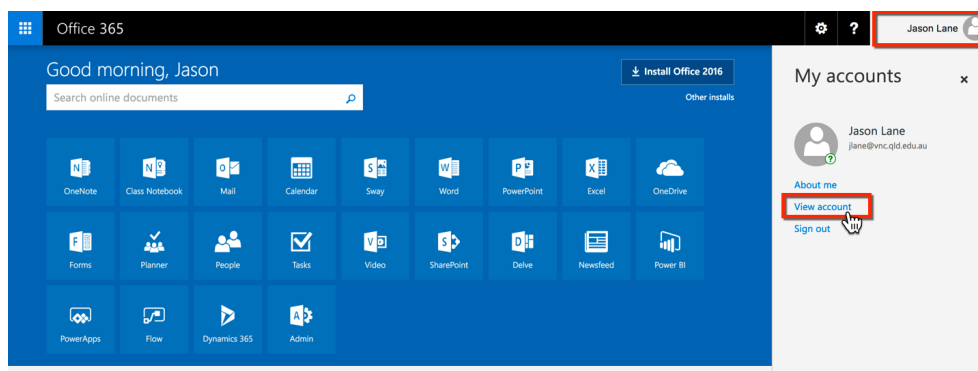 Office 365
?
Jason Lane
Good morning, Jason
Search online documents
Install Office 2016
Other installs
My accounts
x
Jason Lane
jlane@vnc.qld.edu.au
?
About me
View account
Sign out
N
N
O
S
W
P
X
OneNote
Class Notebook
Mail
Calendar
Sway
Word
PowerPoint
Excel
OneDrive
F
V
S
D
Forms
Planner
People
Tasks
Video
SharePoint
Delve
Newsfeed
Power BI
A
PowerApps
Flow
Dynamics 365
Admin